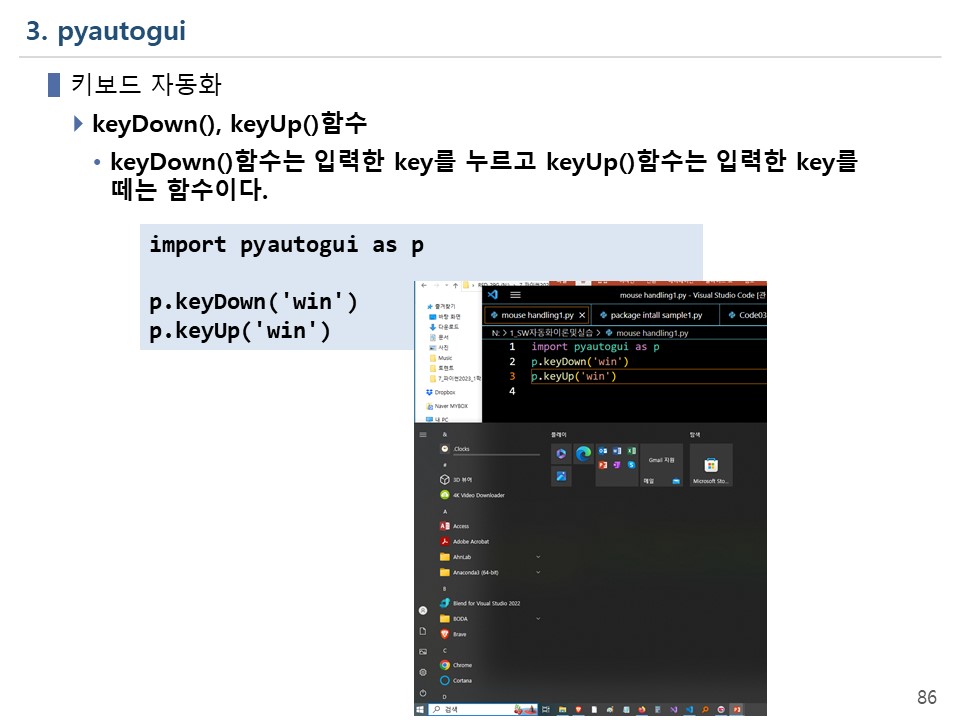 3. pyautogui
키보드 자동화
keyDown(), keyUp()함수
• keyDown()함수는 입력한 key를 누르고 keyUp()함수는 입력한 key를
떼는 함수이다.
import pyautogui as p
p.keyDown('win')
p.keyUp('win')
즐겨찾기
바탕 화면
다운로드
문서
사진
Music
7_파이썬2023_1학
Dropbox
Naver MYBOX
내 PC
mouse handling1.py - Visual Studio Code [관
mouse handling1.py
package intall sample1.py
Code03
N: > 1_SW자동화이론및실습 > mouse handling1.py
1 import pyautogui as p
2 p.keyDown('win')
3 p.keyUp('win')
4
&
Clocks
#
3D 뷰어
4K Video Downloader
A
Access
Adobe Acrobat
AhnLab
Anaconda3 (64-bit)
B
Blend for Visual Studio 2022
BODA
Brave
C
Chrome
Cortana
D
플레이
탐색
Gmail 지원
메일
Microsoft Sto...
검색
86